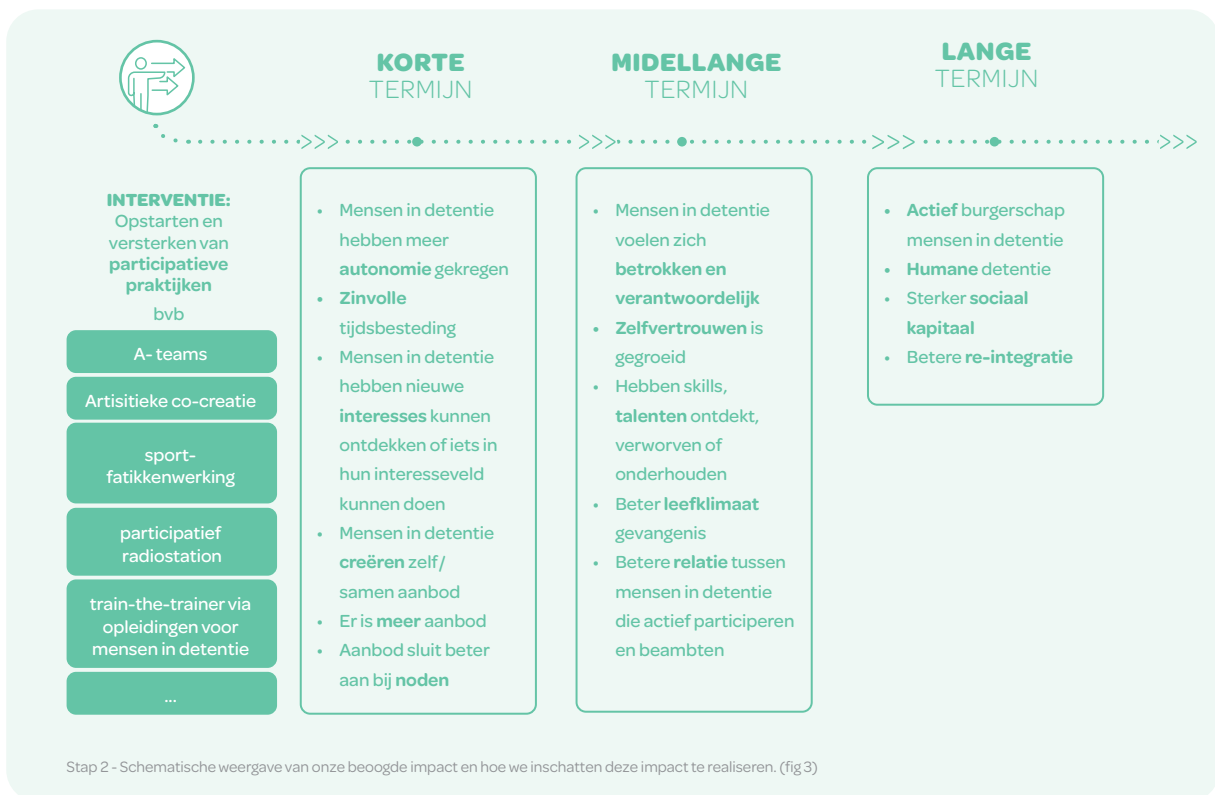 KORTE
TERMIJN
MIDELLANGE
TERMIJN
LANGE
TERMIJN
>>>
>>>
>>>
>>>
INTERVENTIE:
Opstarten en
versterken van
participatieve
praktijken
bvb
A- teams
Artisitieke co-creatie
sport-
fatikkenwerking
participatief
radiostation
train-the-trainer via
opleidingen voor
mensen in detentie
...
• Mensen in detentie
hebben meer
autonomie gekregen
• Zinvolle
tijdsbesteding
• Mensen in detentie
hebben nieuwe
interesses kunnen
ontdekken of iets in
hun interesseveld
kunnen doen
• Mensen in detentie
creëren zelf/
samen aanbod
• Er is meer aanbod
• Aanbod sluit beter
aan bij noden
• Mensen in detentie
voelen zich
betrokken en
verantwoordelijk
• Zelfvertrouwen is
gegroeid
• Hebben skills,
talenten ontdekt,
verworven of
onderhouden
• Beter leefklimaat
gevangenis
• Betere relatie tussen
mensen in detentie
die actief participeren
en beambten
• Actief burgerschap
mensen in detentie
• Humane detentie
• Sterker sociaal
kapitaal
• Betere re-integratie
Stap 2 - Schematische weergave van onze beoogde impact en hoe we inschatten deze impact te realiseren. (fig 3)